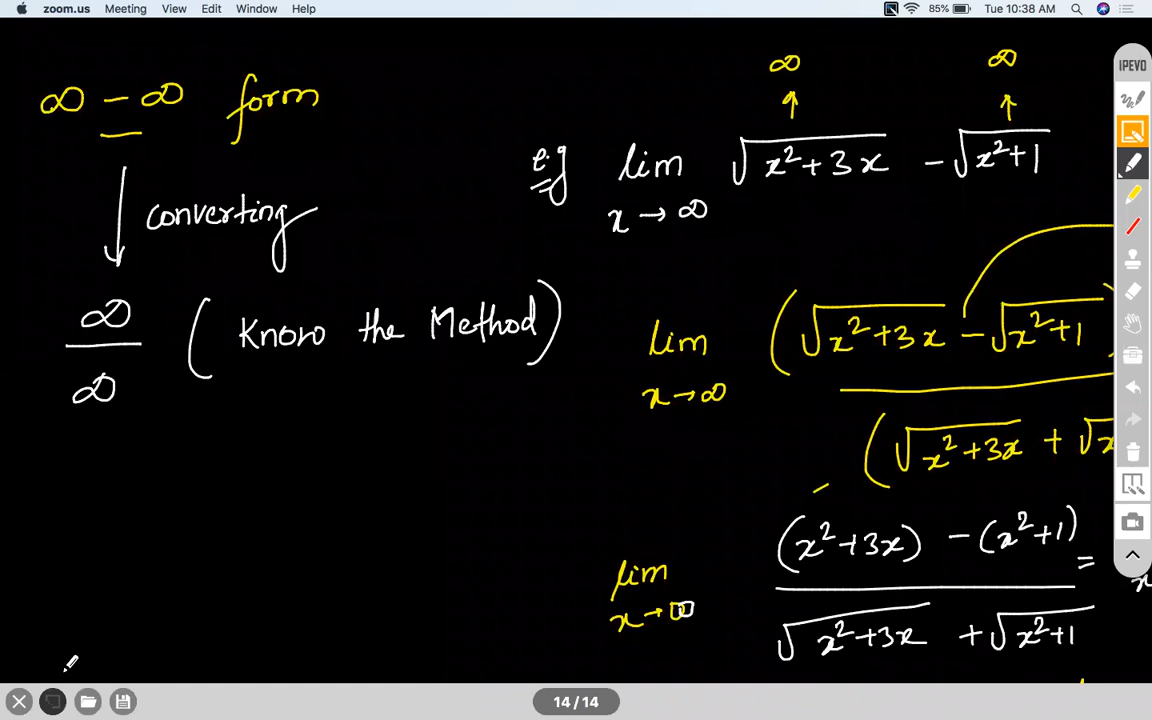 zoom.us Meeting View Edit Window Help 85% Tue 10:38 AM
∞ - ∞ form
converting
∞/∞ (Know the Method)
∞ ∞
e.g lim x→∞ √(x²+3x) - √(x²+1)
lim x→∞ (√(x²+3x) - √(x²+1)
(√(x²+3x) + √x
lim x→∞ (x²+3x) - (x²+1) =
√(x²+3x) + √(x²+1)
IPEVO
14 / 14